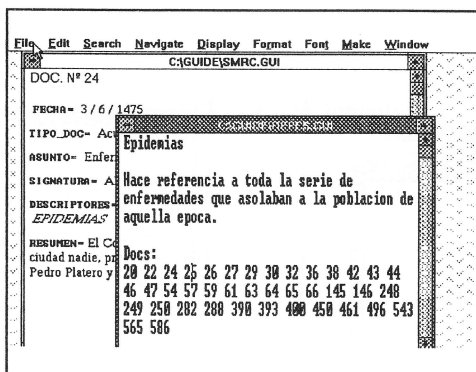 File Edit Search Navigate Display Format Font Make Window
C:\GUIDE\SMRC.GUI
DOC. Nº 24
FECHA= 3 / 6 / 1475
TIPO_DOC= Ac
ASUNTO= Enfer
SIGNATURA= A
DESCRIPTORES=
EPIDEMIAS
RESUMEN= El Co
ciudad nadie, pr
Pedro Platero y
Epidemias
Hace referencia a toda la serie de
enfermedades que asolaban a la poblacion de
aquella epoca.
Docs:
20 22 24 25 26 27 29 30 32 36 38 42 43 44
46 47 54 57 59 61 63 64 65 66 145 146 248
249 250 282 288 390 393 400 450 461 496 543
565 586